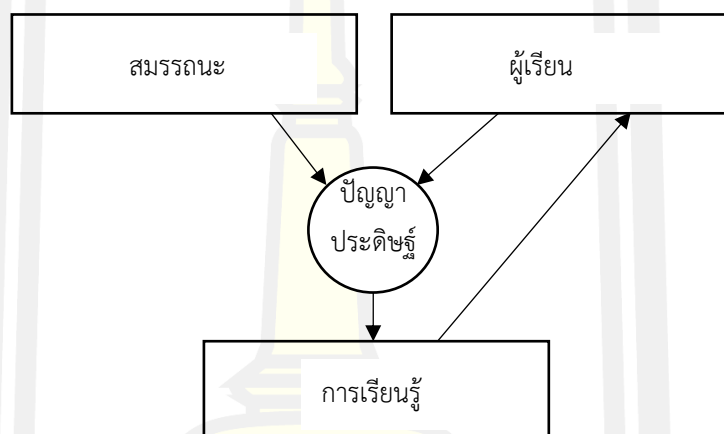 สมรรถนะ
ผู้เรียน
ปัญญา
ประดิษฐ์
การเรียนรู้